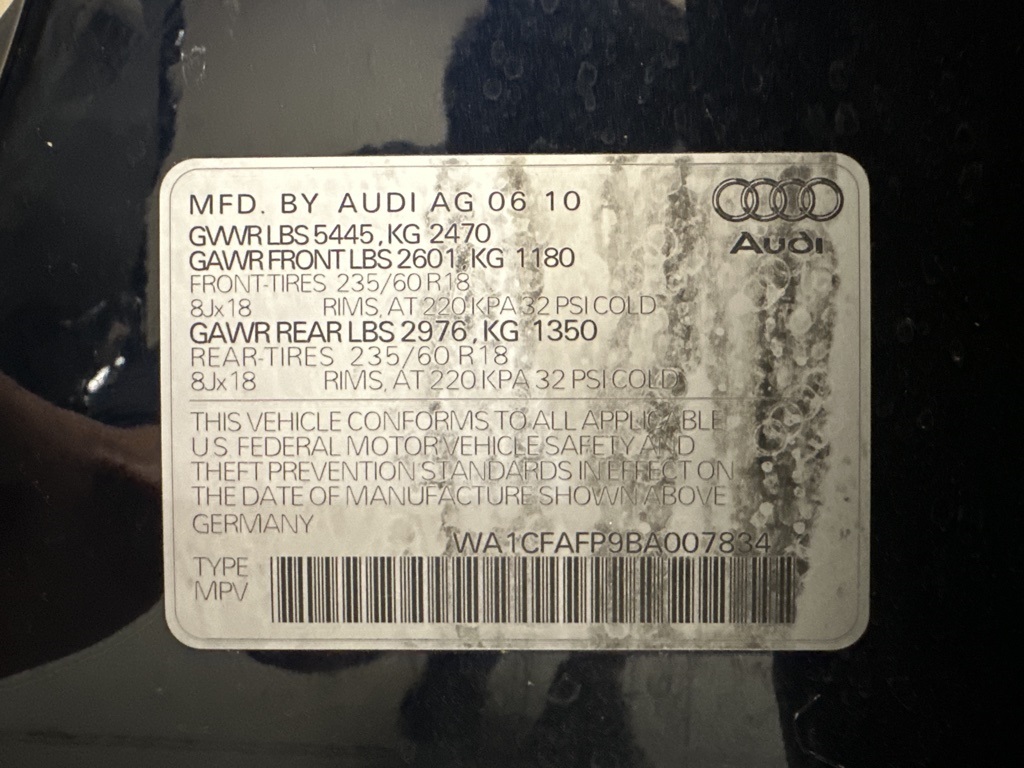 MFD. BY AUDI AG 06 10
Audi
GVWR LBS 5445, KG 2470
GAWR FRONT LBS 2601, KG 1180
FRONT-TIRES 235/60 R18
8Jx18 RIMS, AT 220 KPA 32 PSI COLD
GAWR REAR LBS 2976, KG 1350
REAR-TIRES 235/60 R18
8Jx18 RIMS, AT 220 KPA 32 PSI COLD
THIS VEHICLE CONFORMS TO ALL APPLICABLE
U.S. FEDERAL MOTOR VEHICLE SAFETY AND
THEFT PREVENTION STANDARDS IN EFFECT ON
THE DATE OF MANUFACTURE SHOWN ABOVE
GERMANY
WA1CFAFP9BA007834
TYPE
MPV